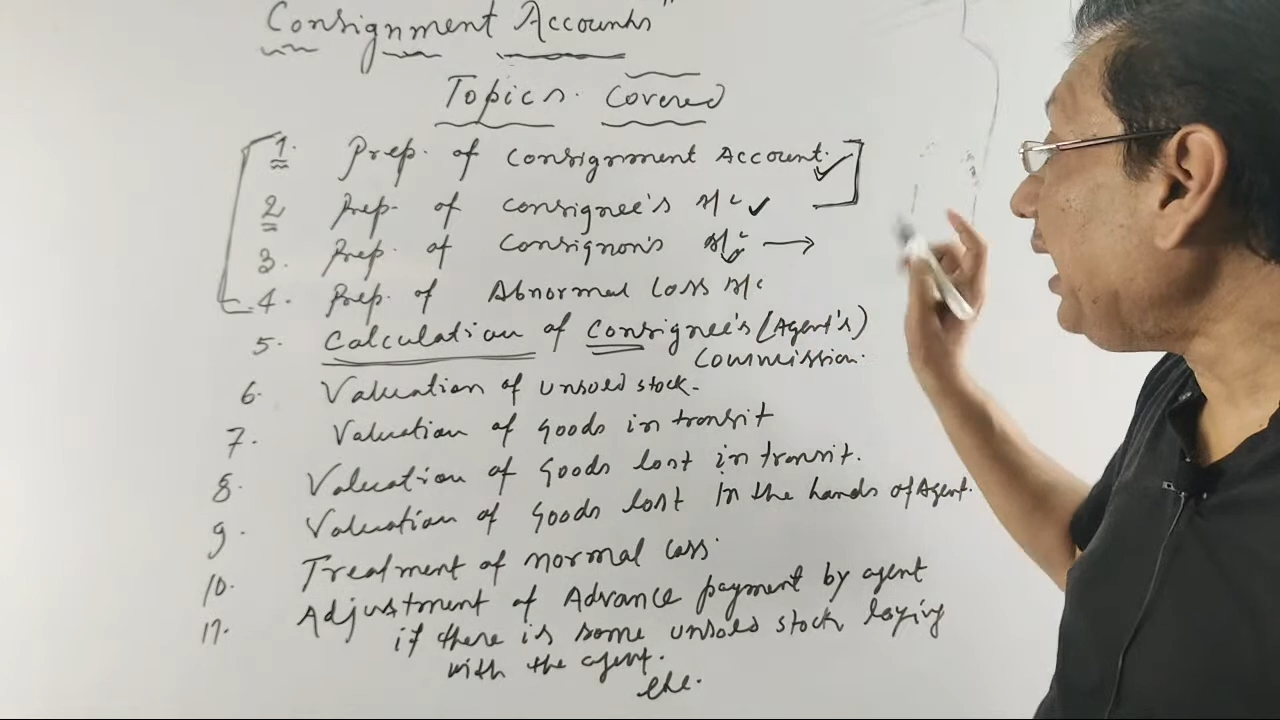 Consignment Accounts"
Topics Covered
1. Prep. of Consignment Account.
2 Prep. of Consignee's A/c
3. Prep. of Consignor's A/c →
4. Prep. of Abnormal Loss A/c
5. Calculation of Consignee's (Agent's)
Commission.
6. Valuation of unsold stock.
7. Valuation of Goods in transit
8. Valuation of Goods lost in transit.
9. Valuation of Goods lost in the hands of Agent.
10. Treatment of normal Loss.
11. Adjustment of Advance payment by agent
if there is some unsold stock laying
with the agent.
etc.